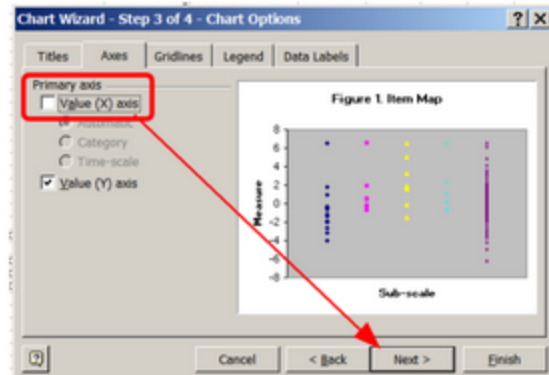 Chart Wizard - Step 3 of 4 - Chart Options
? X
Titles Axes Gridlines Legend Data Labels
Primary axis
Value (X) axis
Automatic
Category
Time-scale
Value (Y) axis
Figure 1. Item Map
Measure
8
6
4
2
0
-2
-4
-6
-8
Sub-scale
? Cancel < Back Next > Finish